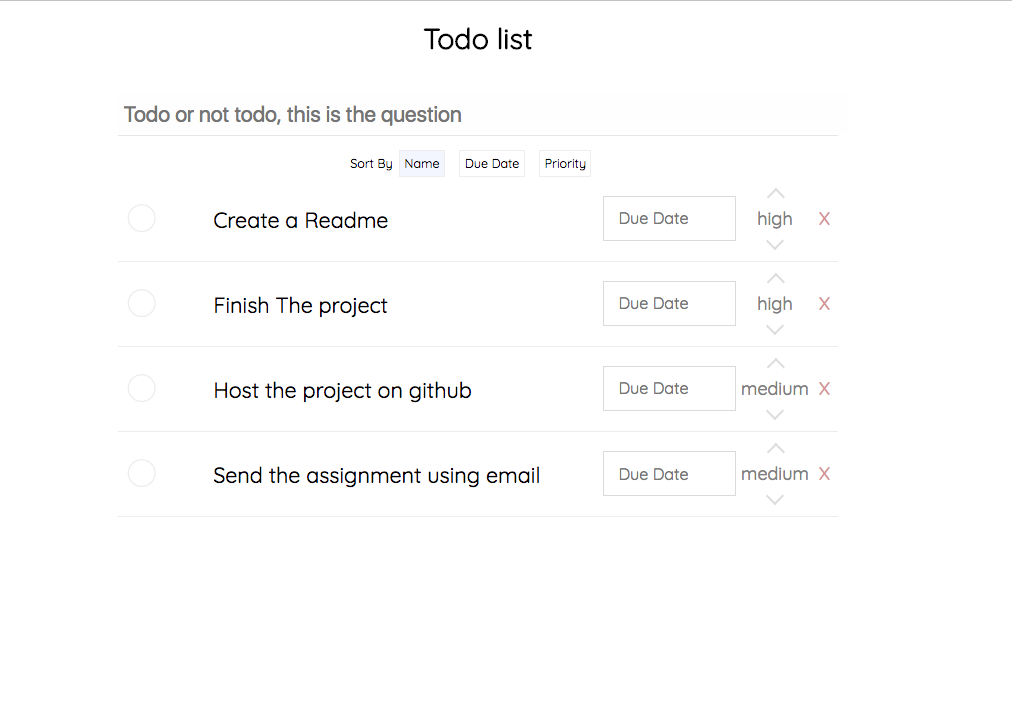 Todo list
Todo or not todo, this is the question
Sort By Name Due Date Priority
Create a Readme Due Date high X
Finish The project Due Date high X
Host the project on github Due Date medium X
Send the assignment using email Due Date medium X